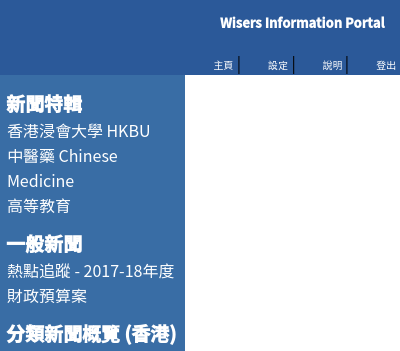 Wisers Information Portal
主頁 設定 說明 登出
新聞特輯
香港浸會大學 HKBU
中醫藥 Chinese
Medicine
高等教育
一般新聞
熱點追蹤 - 2017-18年度
財政預算案
分類新聞概覽 (香港)